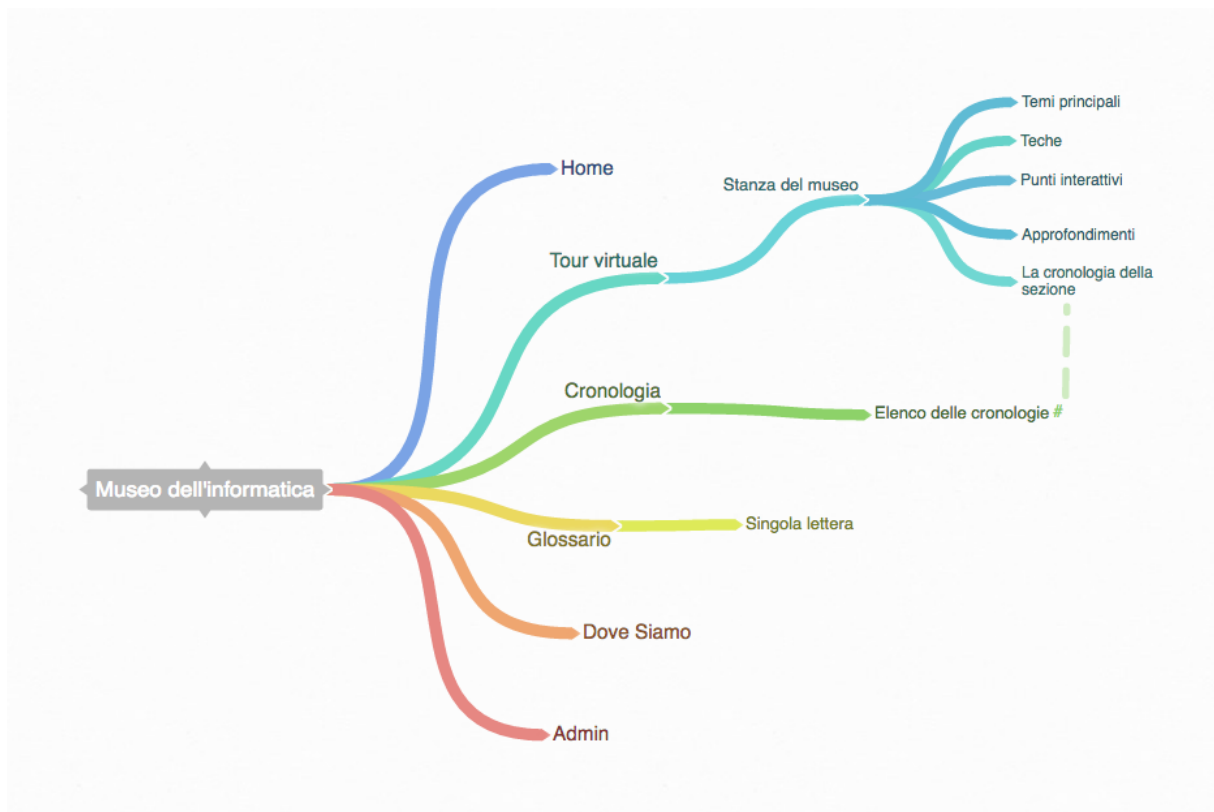 Museo dell'informatica
Home
Tour virtuale
Stanza del museo
Temi principali
Teche
Punti interattivi
Approfondimenti
La cronologia della
sezione
Cronologia
Elenco delle cronologie #
Glossario
Singola lettera
Dove Siamo
Admin